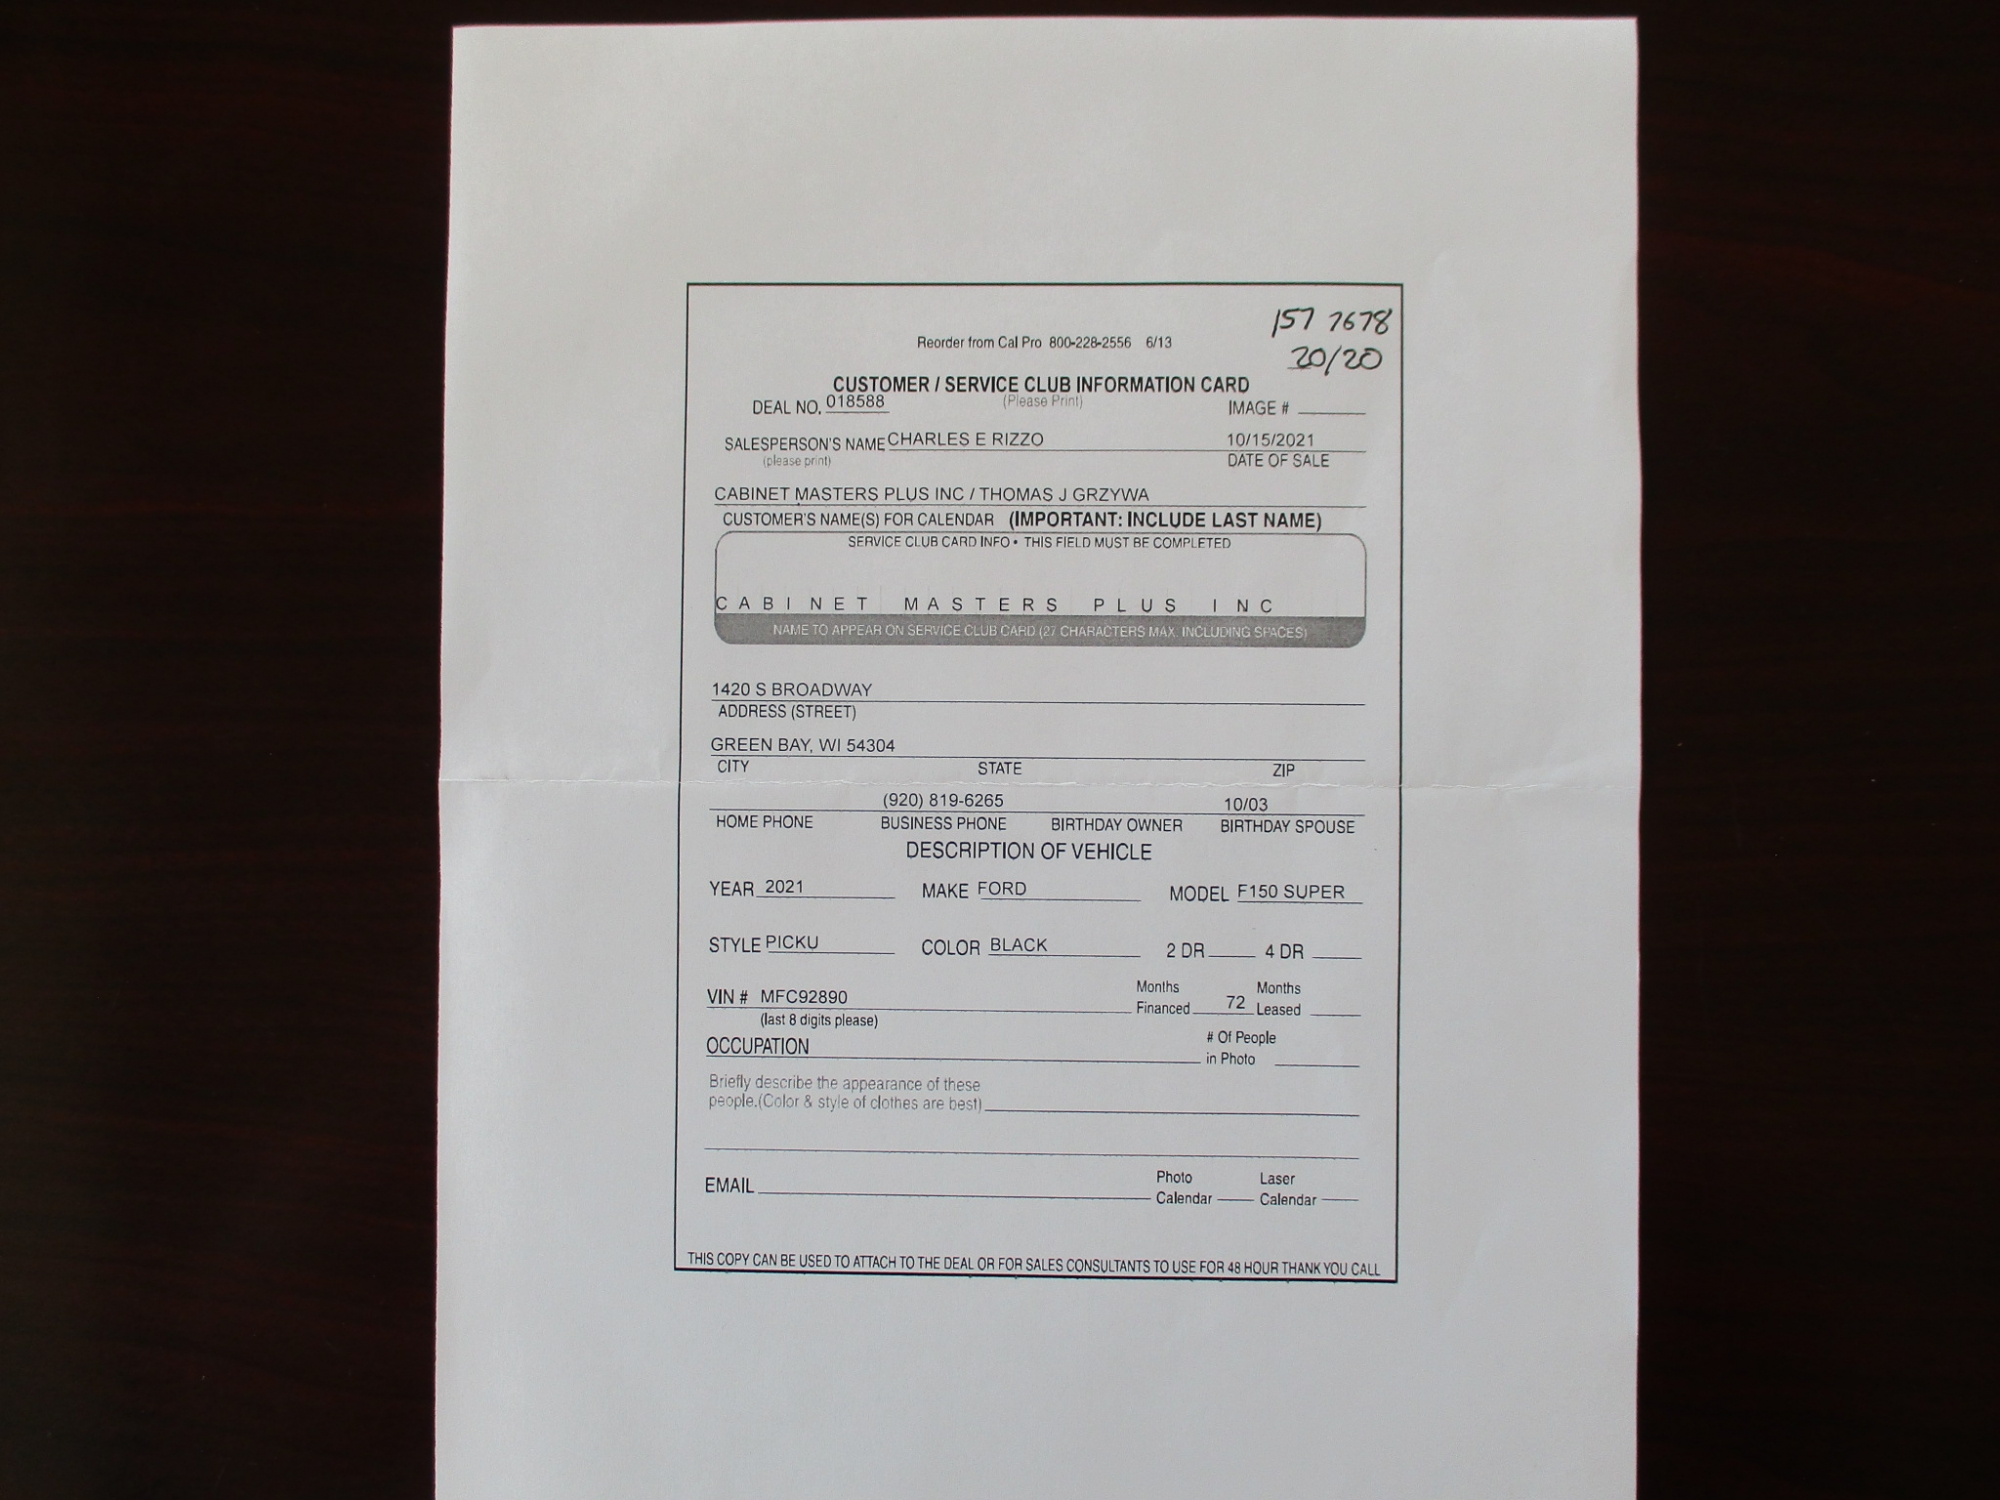 157 7678
Reorder from Cal Pro 800-228-2556 6/13
20/20
CUSTOMER / SERVICE CLUB INFORMATION CARD
DEAL NO. 018588 (Please Print) IMAGE #
SALESPERSON'S NAME CHARLES E RIZZO 10/15/2021
(please print) DATE OF SALE
CABINET MASTERS PLUS INC / THOMAS J GRZYWA
CUSTOMER'S NAME(S) FOR CALENDAR (IMPORTANT: INCLUDE LAST NAME)
SERVICE CLUB CARD INFO • THIS FIELD MUST BE COMPLETED
CABINET MASTERS PLUS INC
NAME TO APPEAR ON SERVICE CLUB CARD (27 CHARACTERS MAX. INCLUDING SPACES)
1420 S BROADWAY
ADDRESS (STREET)
GREEN BAY, WI 54304
CITY STATE ZIP
(920) 819-6265 10/03
HOME PHONE BUSINESS PHONE BIRTHDAY OWNER BIRTHDAY SPOUSE
DESCRIPTION OF VEHICLE
YEAR 2021 MAKE FORD MODEL F150 SUPER
STYLE PICKU COLOR BLACK 2 DR 4 DR
Months Months
VIN # MFC92890 Financed 72 Leased
(last 8 digits please)
OCCUPATION # Of People
in Photo
Briefly describe the appearance of these
people.(Color & style of clothes are best)
Photo Laser
EMAIL Calendar Calendar
THIS COPY CAN BE USED TO ATTACH TO THE DEAL OR FOR SALES CONSULTANTS TO USE FOR 48 HOUR THANK YOU CALL